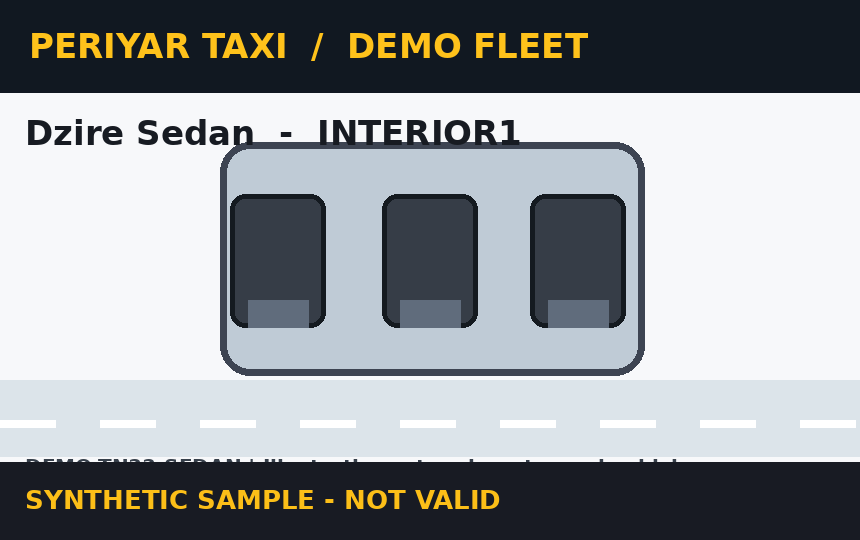 PERIYAR TAXI / DEMO FLEET
Dzire Sedan - INTERIOR1
SYNTHETIC SAMPLE - NOT VALID